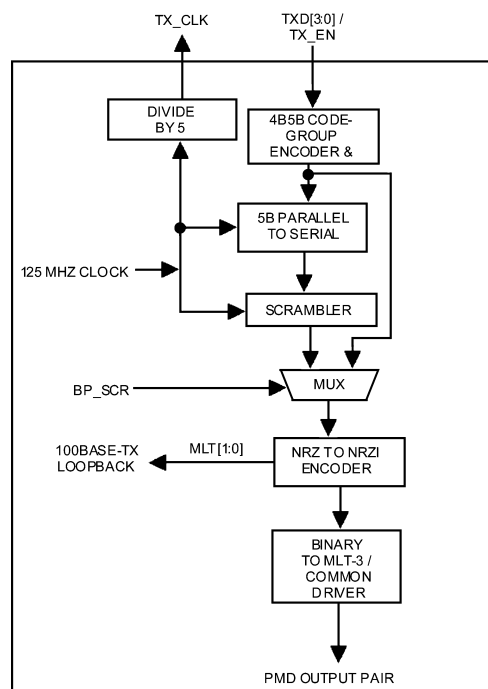 TX_CLK
TXD[3:0] /
TX_EN
DIVIDE
BY 5
4B5B CODE-
GROUP
ENCODER &
5B PARALLEL
TO SERIAL
125 MHZ CLOCK
SCRAMBLER
MUX
BP_SCR
100BASE-TX
LOOPBACK
MLT[1:0]
NRZ TO NRZI
ENCODER
BINARY
TO MLT-3 /
COMMON
DRIVER
PMD OUTPUT PAIR